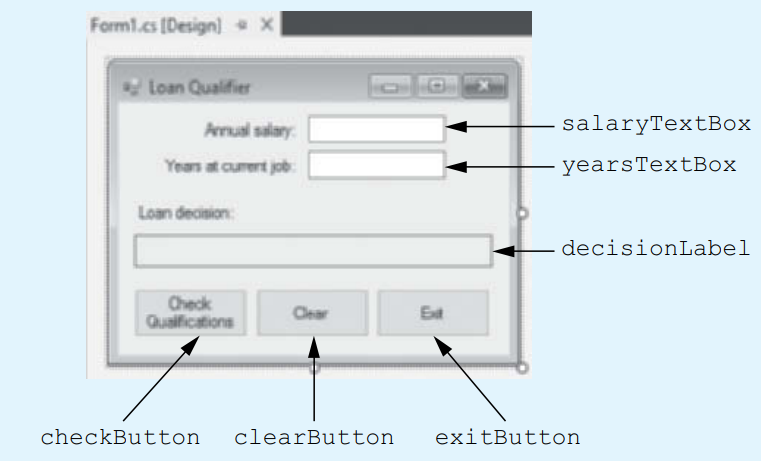 Form1.cs [Design]
Loan Qualifier
Annual salary:
salaryTextBox
Years at current job:
yearsTextBox
Loan decision:
decisionLabel
Check
Qualifications
Clear
Exit
checkButton
clearButton
exitButton